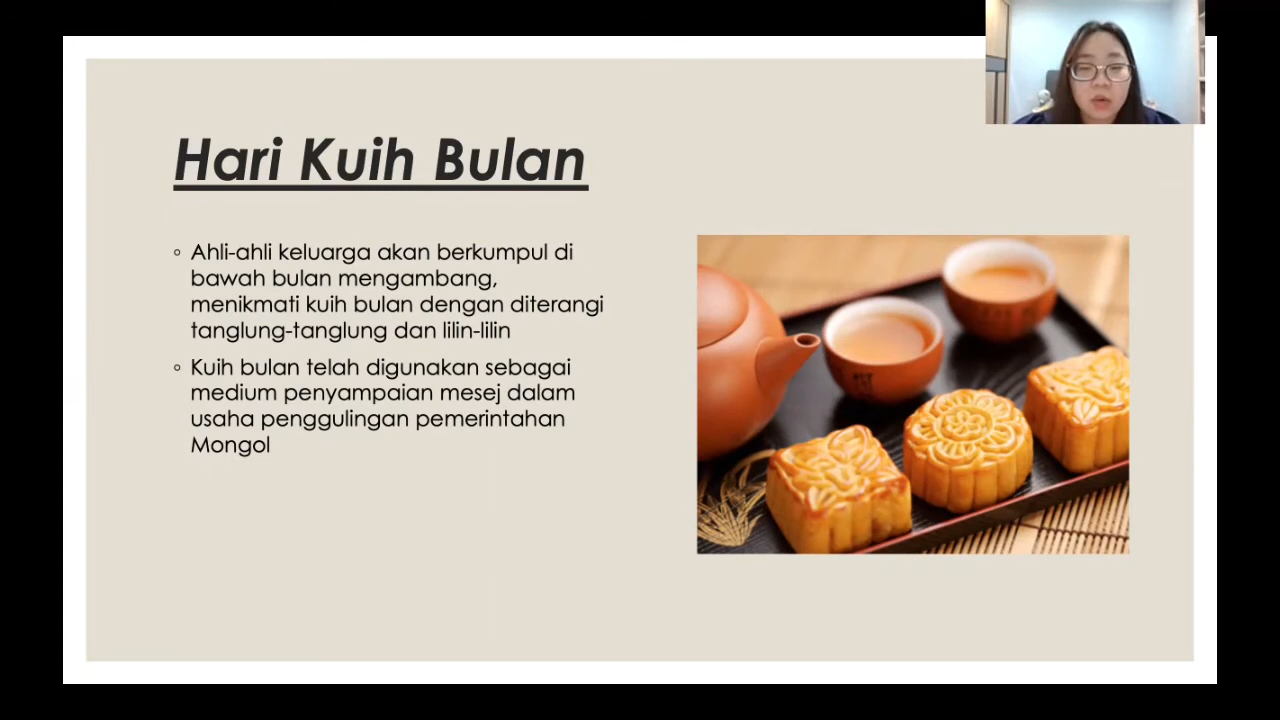 Hari Kuih Bulan
◦ Ahli-ahli keluarga akan berkumpul di
bawah bulan mengambang,
menikmati kuih bulan dengan diterangi
tanglung-tanglung dan lilin-lilin
◦ Kuih bulan telah digunakan sebagai
medium penyampaian mesej dalam
usaha penggulingan pemerintahan
Mongol